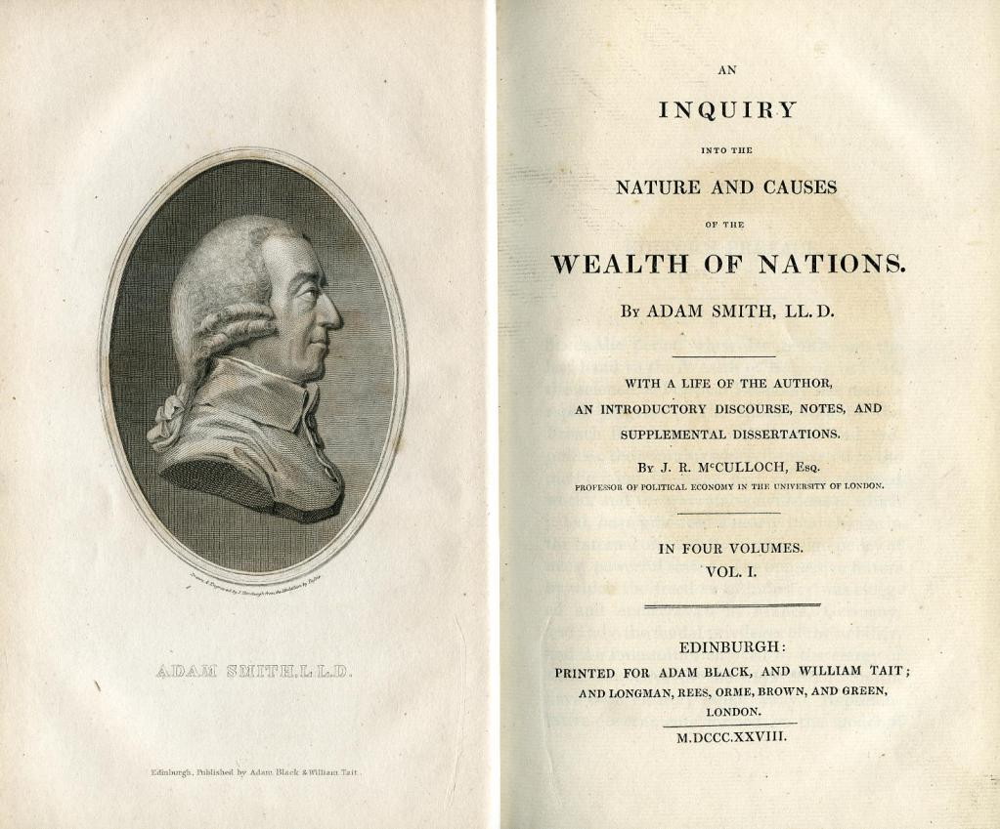 Drawn & Engraved by J. Horsburgh from the Medallion by Tassie
ADAM SMITH, L.L.D.
Edinburgh, Published by Adam Black & William Tait.
AN
INQUIRY
INTO THE
NATURE AND CAUSES
OF THE
WEALTH OF NATIONS.
By ADAM SMITH, LL. D.
WITH A LIFE OF THE AUTHOR,
AN INTRODUCTORY DISCOURSE, NOTES, AND
SUPPLEMENTAL DISSERTATIONS.
By J. R. MᶜCULLOCH, Esq.
PROFESSOR OF POLITICAL ECONOMY IN THE UNIVERSITY OF LONDON.
IN FOUR VOLUMES.
VOL. I.
EDINBURGH:
PRINTED FOR ADAM BLACK, AND WILLIAM TAIT;
AND LONGMAN, REES, ORME, BROWN, AND GREEN,
LONDON.
M.DCCC.XXVIII.